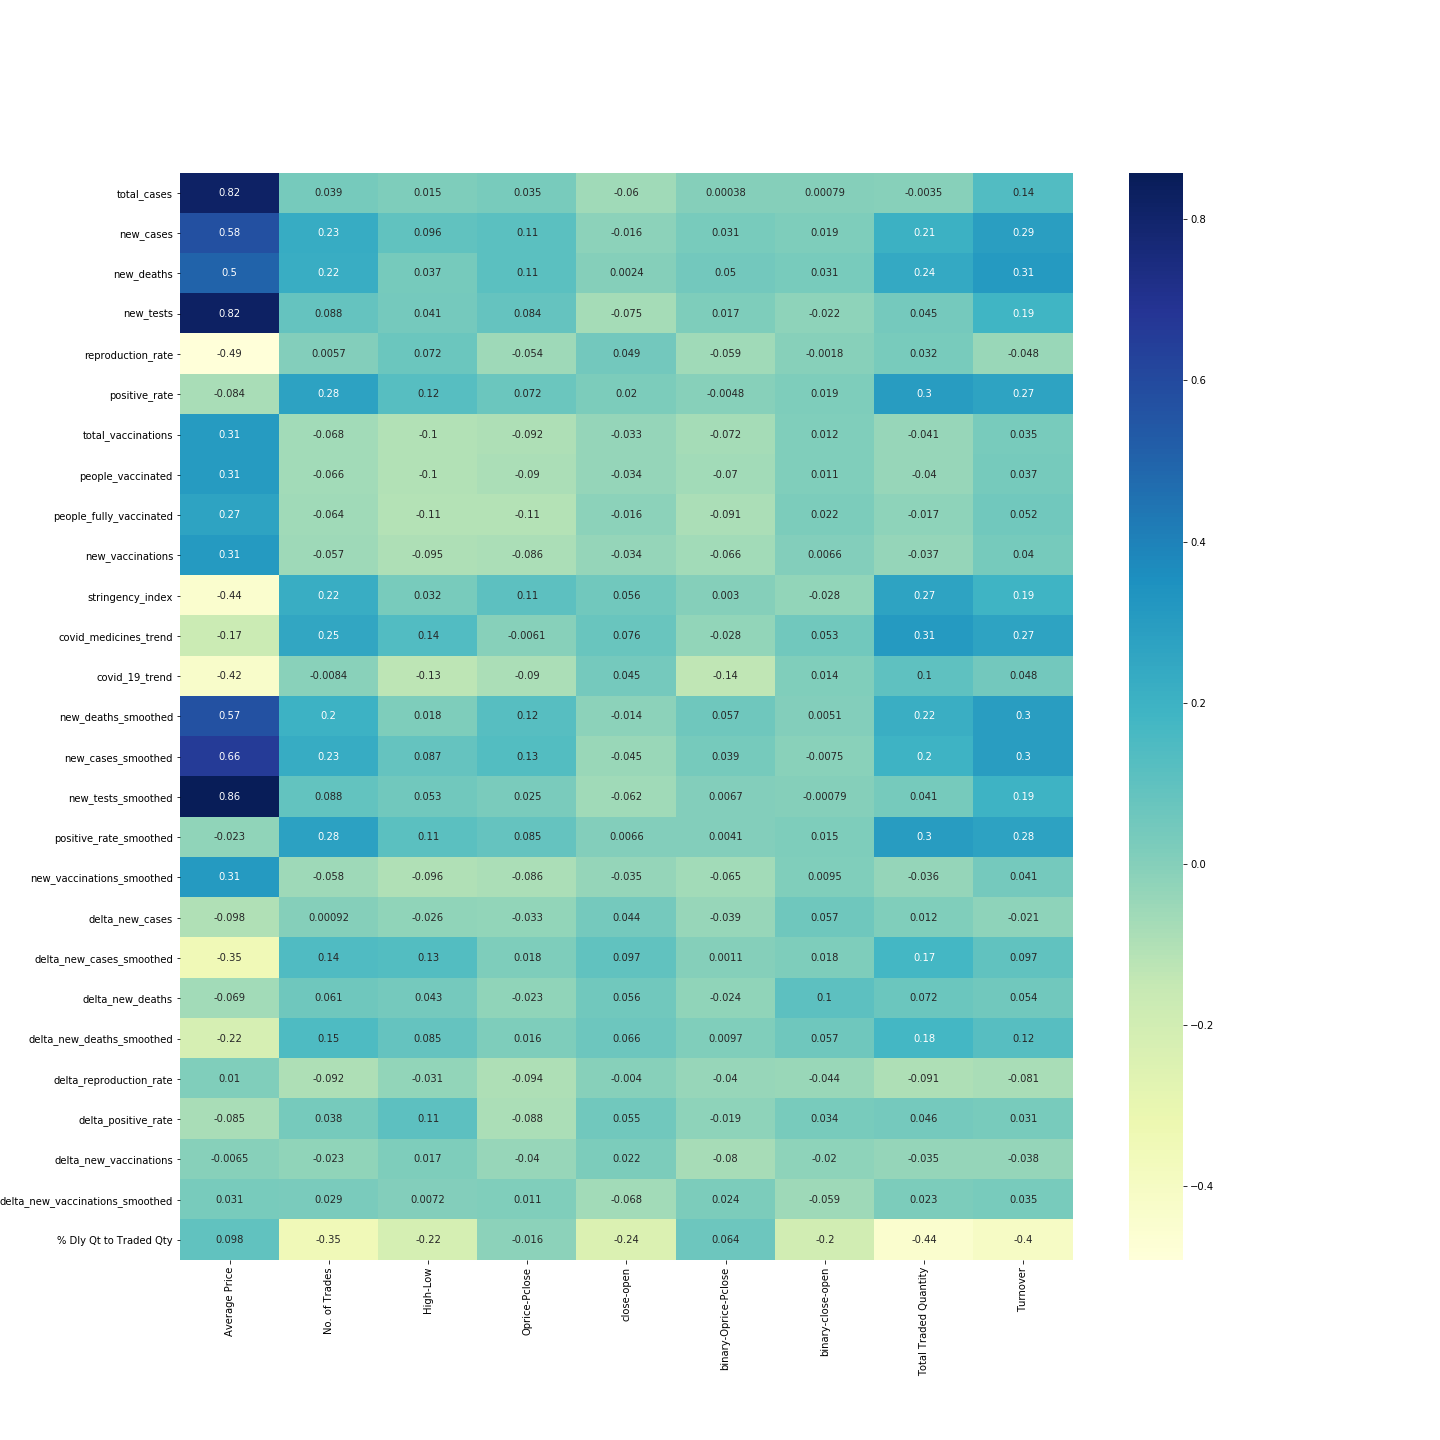 total_cases 0.82 0.039 0.015 0.035 -0.06 0.00038 0.00079 -0.0035 0.14
0.8
new_cases 0.58 0.23 0.096 0.11 -0.016 0.031 0.019 0.21 0.29
new_deaths 0.5 0.22 0.037 0.11 0.0024 0.05 0.031 0.24 0.31
new_tests 0.82 0.088 0.041 0.084 -0.075 0.017 -0.022 0.045 0.19
reproduction_rate -0.49 0.0057 0.072 -0.054 0.049 -0.059 -0.0018 0.032 -0.048
0.6
positive_rate -0.084 0.28 0.12 0.072 0.02 -0.0048 0.019 0.3 0.27
total_vaccinations 0.31 -0.068 -0.1 -0.092 -0.033 -0.072 0.012 -0.041 0.035
people_vaccinated 0.31 -0.066 -0.1 -0.09 -0.034 -0.07 0.011 -0.04 0.037
people_fully_vaccinated 0.27 -0.064 -0.11 -0.11 -0.016 -0.091 0.022 -0.017 0.052
0.4
new_vaccinations 0.31 -0.057 -0.095 -0.086 -0.034 -0.066 0.0066 -0.037 0.04
stringency_index -0.44 0.22 0.032 0.11 0.056 0.003 -0.028 0.27 0.19
covid_medicines_trend -0.17 0.25 0.14 -0.0061 0.076 -0.028 0.053 0.31 0.27
covid_19_trend -0.42 -0.0084 -0.13 -0.09 0.045 -0.14 0.014 0.1 0.048
0.2
new_deaths_smoothed 0.57 0.2 0.018 0.12 -0.014 0.057 0.0051 0.22 0.3
new_cases_smoothed 0.66 0.23 0.087 0.13 -0.045 0.039 -0.0075 0.2 0.3
new_tests_smoothed 0.86 0.088 0.053 0.025 -0.062 0.0067 -0.00079 0.041 0.19
positive_rate_smoothed -0.023 0.28 0.11 0.085 0.0066 0.0041 0.015 0.3 0.28
0.0
new_vaccinations_smoothed 0.31 -0.058 -0.096 -0.086 -0.035 -0.065 0.0095 -0.036 0.041
delta_new_cases -0.098 0.00092 -0.026 -0.033 0.044 -0.039 0.057 0.012 -0.021
delta_new_cases_smoothed -0.35 0.14 0.13 0.018 0.097 0.0011 0.018 0.17 0.097
delta_new_deaths -0.069 0.061 0.043 -0.023 0.056 -0.024 0.1 0.072 0.054
−0.2
delta_new_deaths_smoothed -0.22 0.15 0.085 0.016 0.066 0.0097 0.057 0.18 0.12
delta_reproduction_rate 0.01 -0.092 -0.031 -0.094 -0.004 -0.04 -0.044 -0.091 -0.081
delta_positive_rate -0.085 0.038 0.11 -0.088 0.055 -0.019 0.034 0.046 0.031
delta_new_vaccinations -0.0065 -0.023 0.017 -0.04 0.022 -0.08 -0.02 -0.035 -0.038
−0.4
delta_new_vaccinations_smoothed 0.031 0.029 0.0072 0.011 -0.068 0.024 -0.059 0.023 0.035
% Dly Qt to Traded Qty 0.098 -0.35 -0.22 -0.016 -0.24 0.064 -0.2 -0.44 -0.4
Average Price
No. of Trades
High-Low
Oprice-Pclose
close-open
binary-Oprice-Pclose
binary-close-open
Total Traded Quantity
Turnover